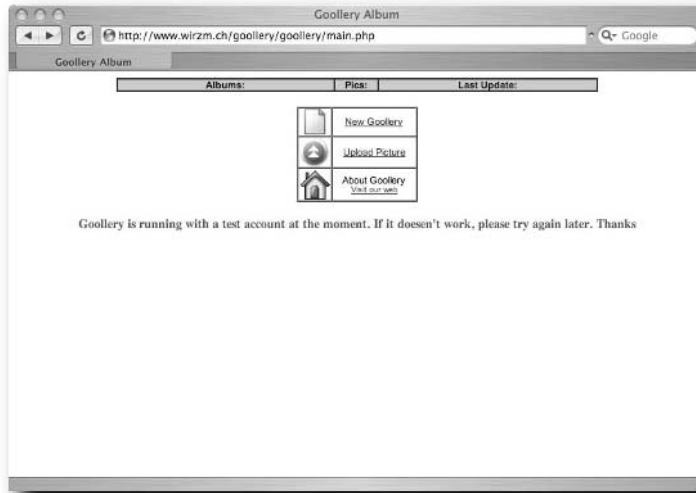 Goollery Album
http://www.wirzm.ch/goollery/goollery/main.php
Google
Goollery Album
Albums: Pics: Last Update:
New Goollery
Upload Picture
About Goollery
Visit our web
Goollery is running with a test account at the moment. If it doesen't work, please try again later. Thanks